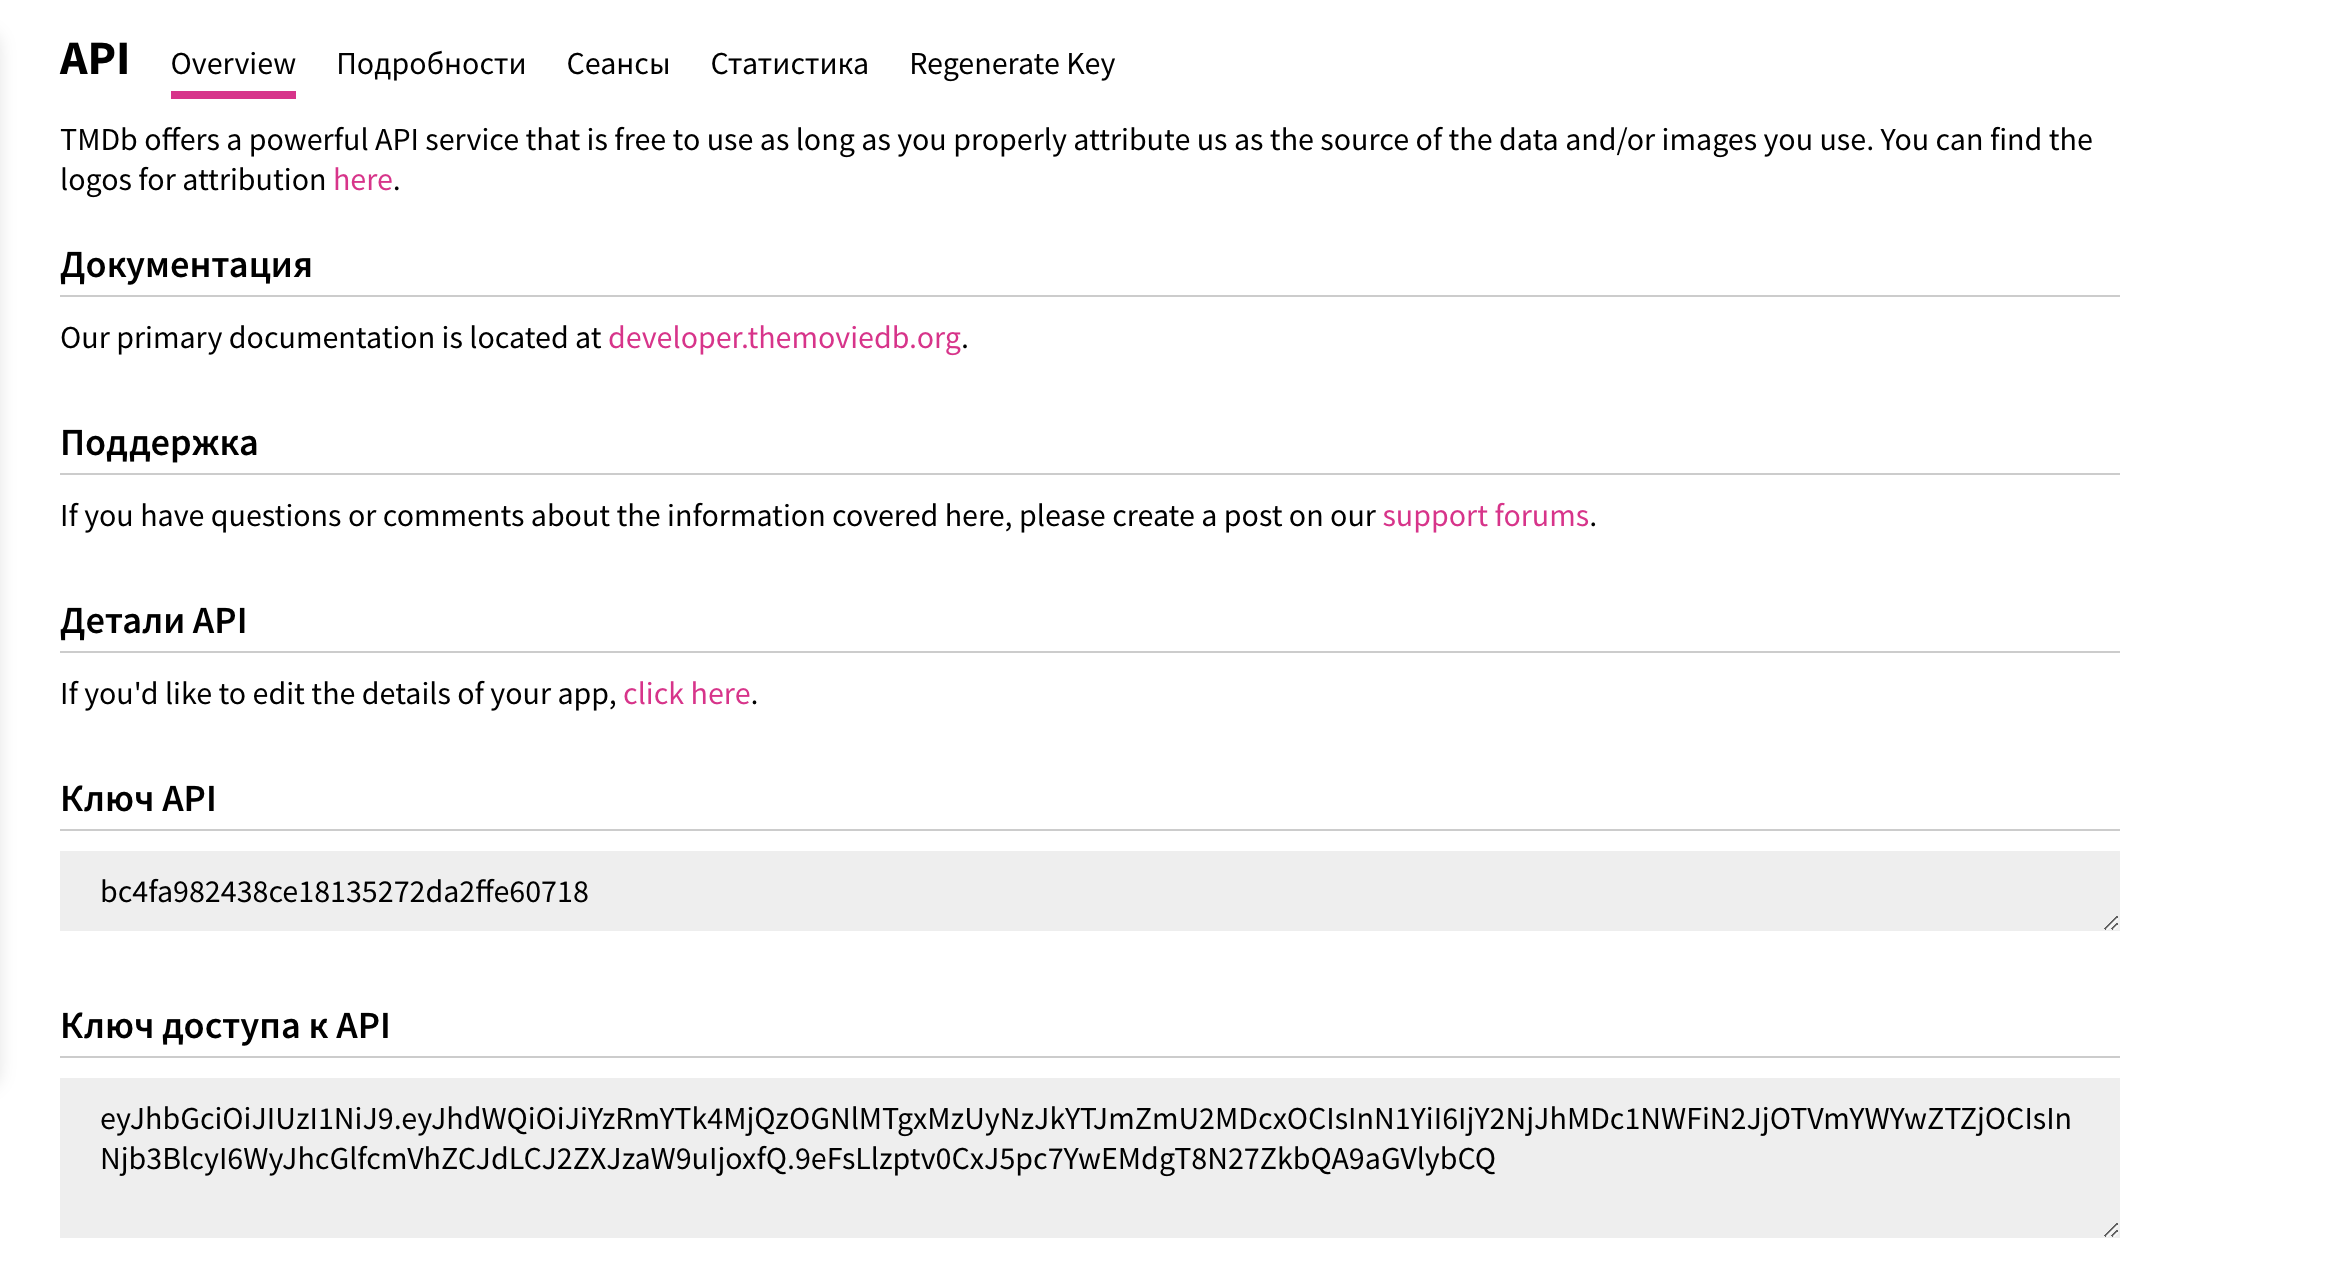 API Overview Подробности Сеансы Статистика Regenerate Key
TMDb offers a powerful API service that is free to use as long as you properly attribute us as the source of the data and/or images you use. You can find the
logos for attribution here.
Документация
Our primary documentation is located at developer.themoviedb.org.
Поддержка
If you have questions or comments about the information covered here, please create a post on our support forums.
Детали API
If you'd like to edit the details of your app, click here.
Ключ API
bc4fa982438ce18135272da2ffe60718
Ключ доступа к API
eyJhbGciOiJIUzI1NiJ9.eyJhdWQiOiJiYzRmYTk4MjQzOGNlMTgxMzUyNzJkYTJmZmU2MDcxOCIsInN1YiI6IjY2NjJhMDc1NWFiN2JjOTVmYWYwZTZjOCIsIn
Njb3BlcyI6WyJhcGlfcmVhZCJdLCJ2ZXJzaW9uIjoxfQ.9eFsLlzptv0CxJ5pc7YwEMdgT8N27ZkbQA9aGVlybCQ